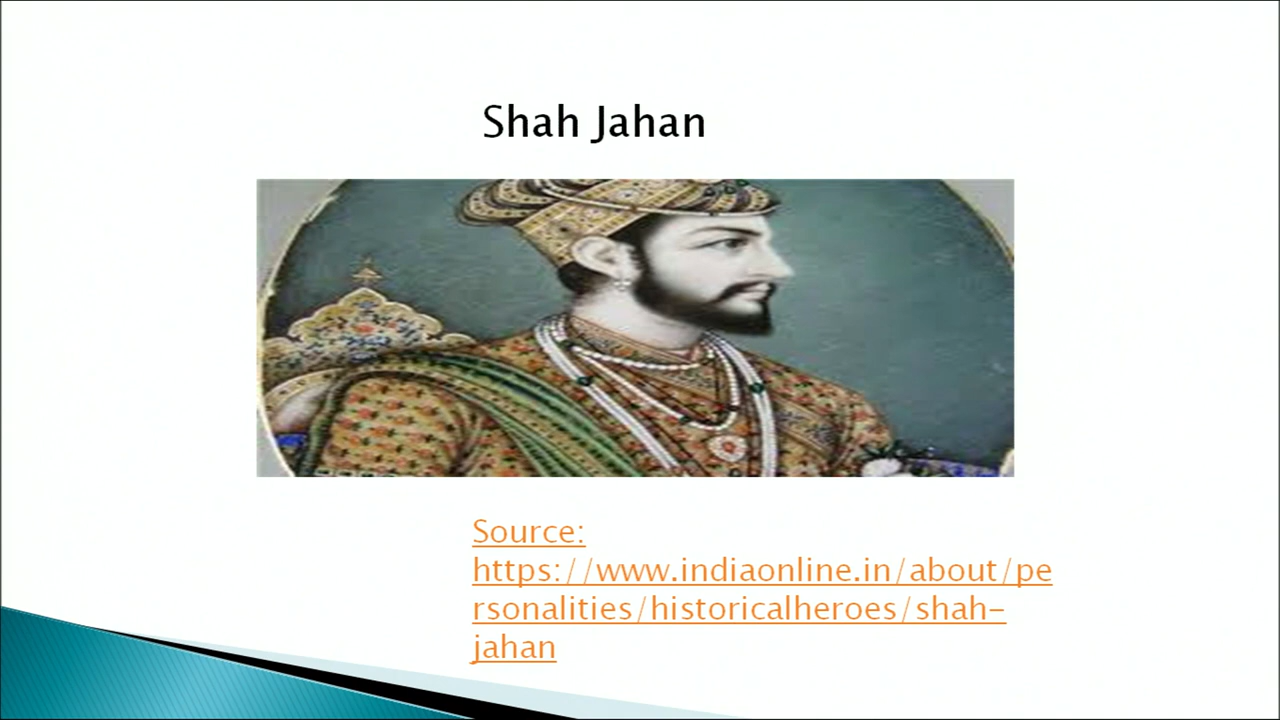 Shah Jahan
Source:
https://www.indiaonline.in/about/pe
rsonalities/historicalheroes/shah-
jahan